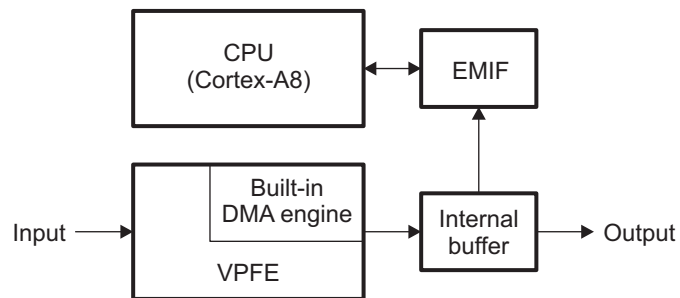 CPU
(Cortex-A8)
EMIF
Built-in
DMA engine
Input
VPFE
Internal
buffer
Output